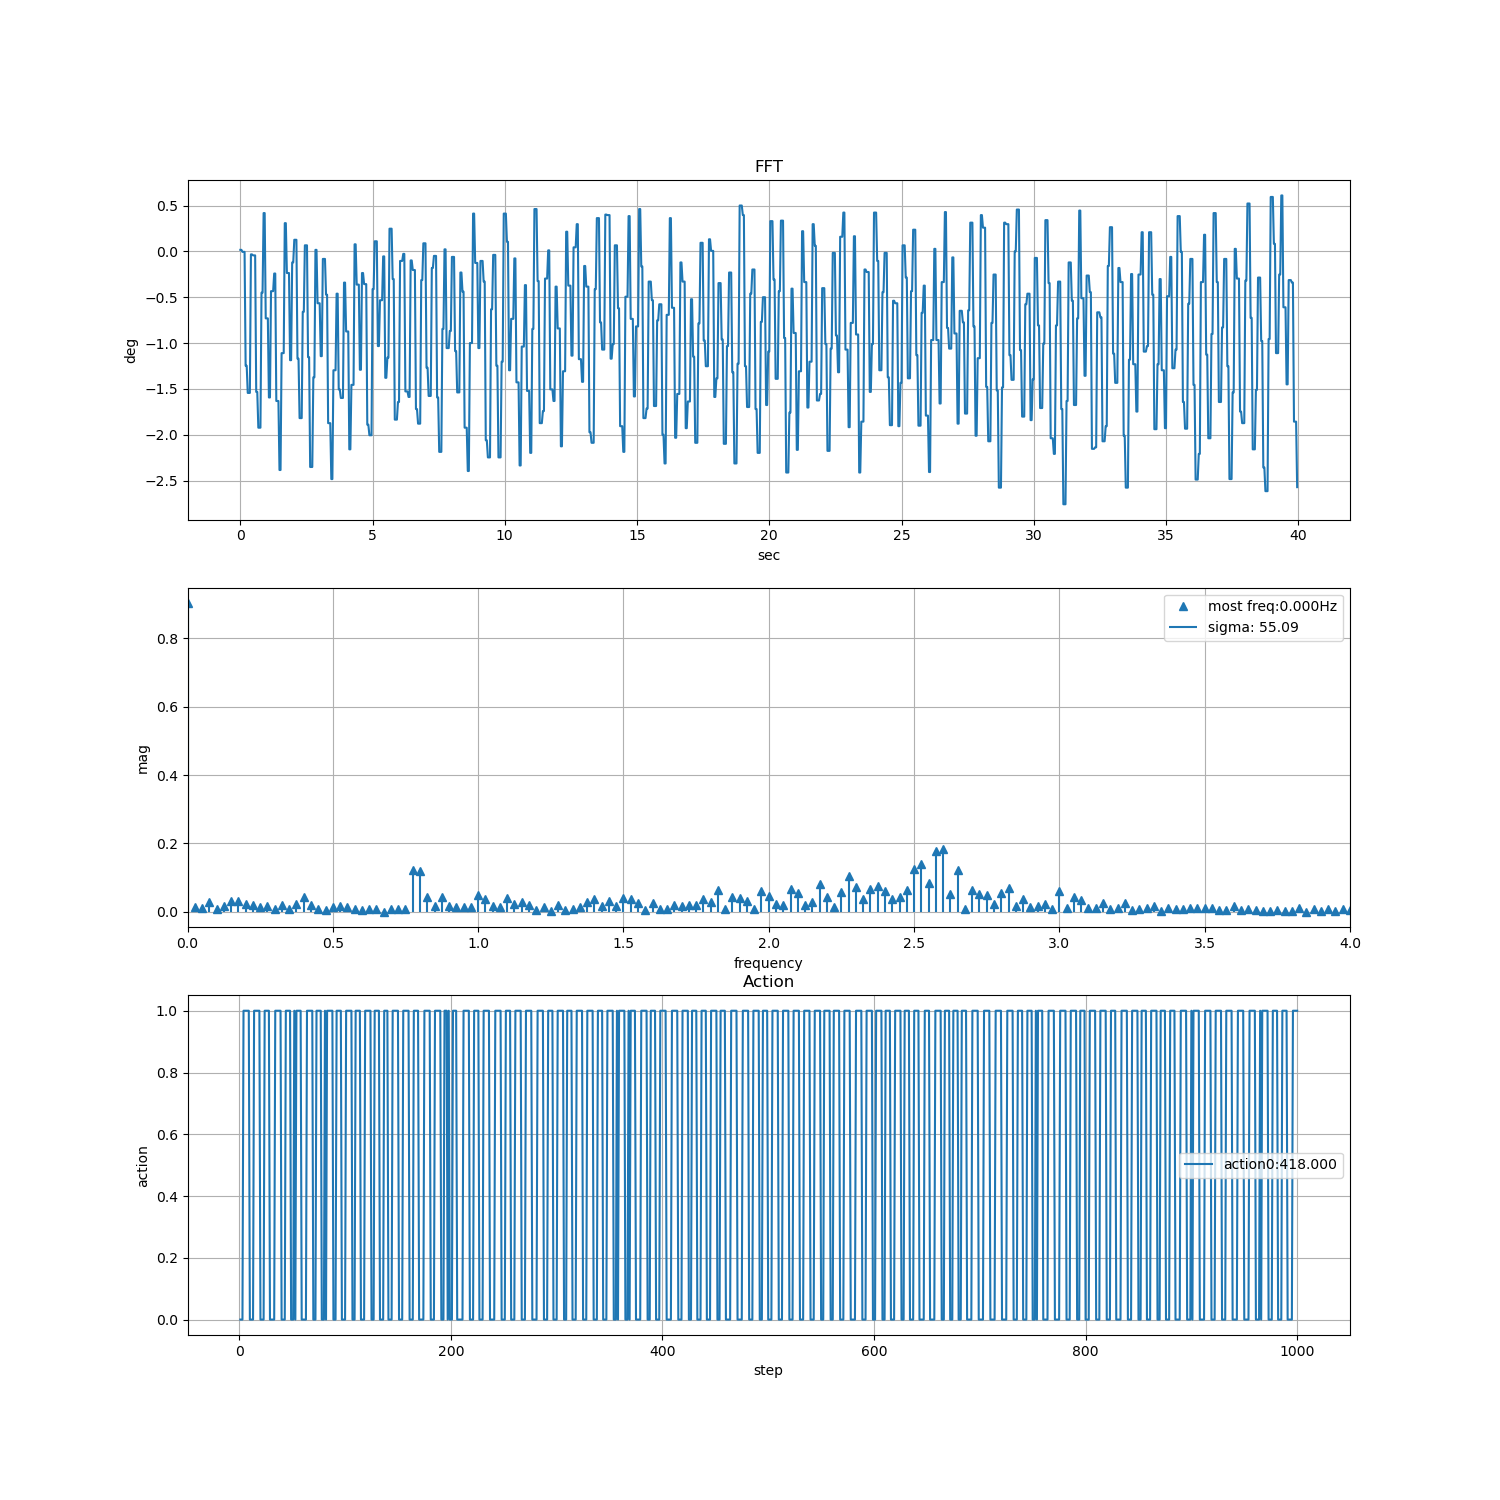 FFT
0.5
0.0
−0.5
−1.0
−1.5
−2.0
−2.5
deg
0 5 10 15 20 25 30 35 40
sec
most freq:0.000Hz
sigma: 55.09
0.8
0.6
0.4
0.2
0.0
mag
0.0 0.5 1.0 1.5 2.0 2.5 3.0 3.5 4.0
frequency
Action
1.0
0.8
0.6
0.4
0.2
0.0
action
action0:418.000
0 200 400 600 800 1000
step